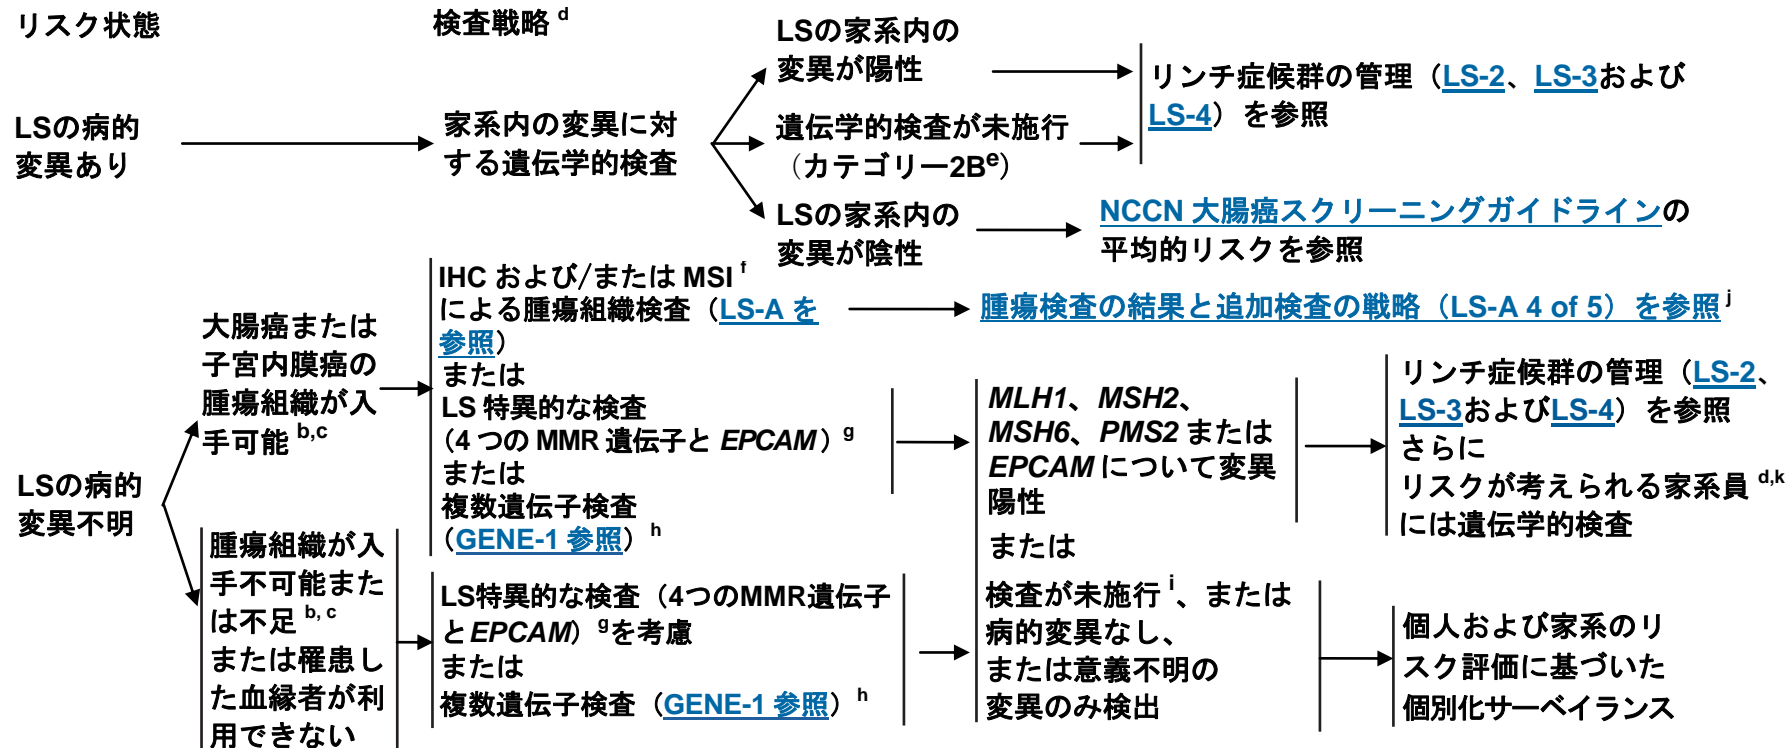 リスク状態
検査戦略 d
LSの病的
変異あり
家系内の変異に対
する遺伝学的検査
LSの家系内の
変異が陽性
遺伝学的検査が未施行
（カテゴリー2Be）
リンチ症候群の管理（LS-2、LS-3および
LS-4）を参照
LSの家系内の
変異が陰性
NCCN 大腸癌スクリーニングガイドラインの
平均的リスクを参照
LSの病的
変異不明
大腸癌または
子宮内膜癌の
腫瘍組織が入
手可能 b,c
IHC および/または MSI f
による腫瘍組織検査（LS-A を
参照）
または
LS 特異的な検査
（4 つの MMR 遺伝子と EPCAM）g
または
複数遺伝子検査
（GENE-1 参照）h
腫瘍検査の結果と追加検査の戦略（LS-A 4 of 5）を参照 j
腫瘍組織が入
手不可能また
は不足 b, c
または罹患し
た血縁者が利
用できない
LS特異的な検査（4つのMMR遺伝子
とEPCAM）gを考慮
または
複数遺伝子検査（GENE-1 参照）h
MLH1、MSH2、
MSH6、PMS2 または
EPCAM について変異
陽性
または
検査が未施行 i、または
病的変異なし、
または意義不明の
変異のみ検出
リンチ症候群の管理（LS-2、
LS-3およびLS-4）を参照
さらに
リスクが考えられる家系員 d,k
には遺伝学的検査
個人および家系のリ
スク評価に基づいた
個別化サーベイランス